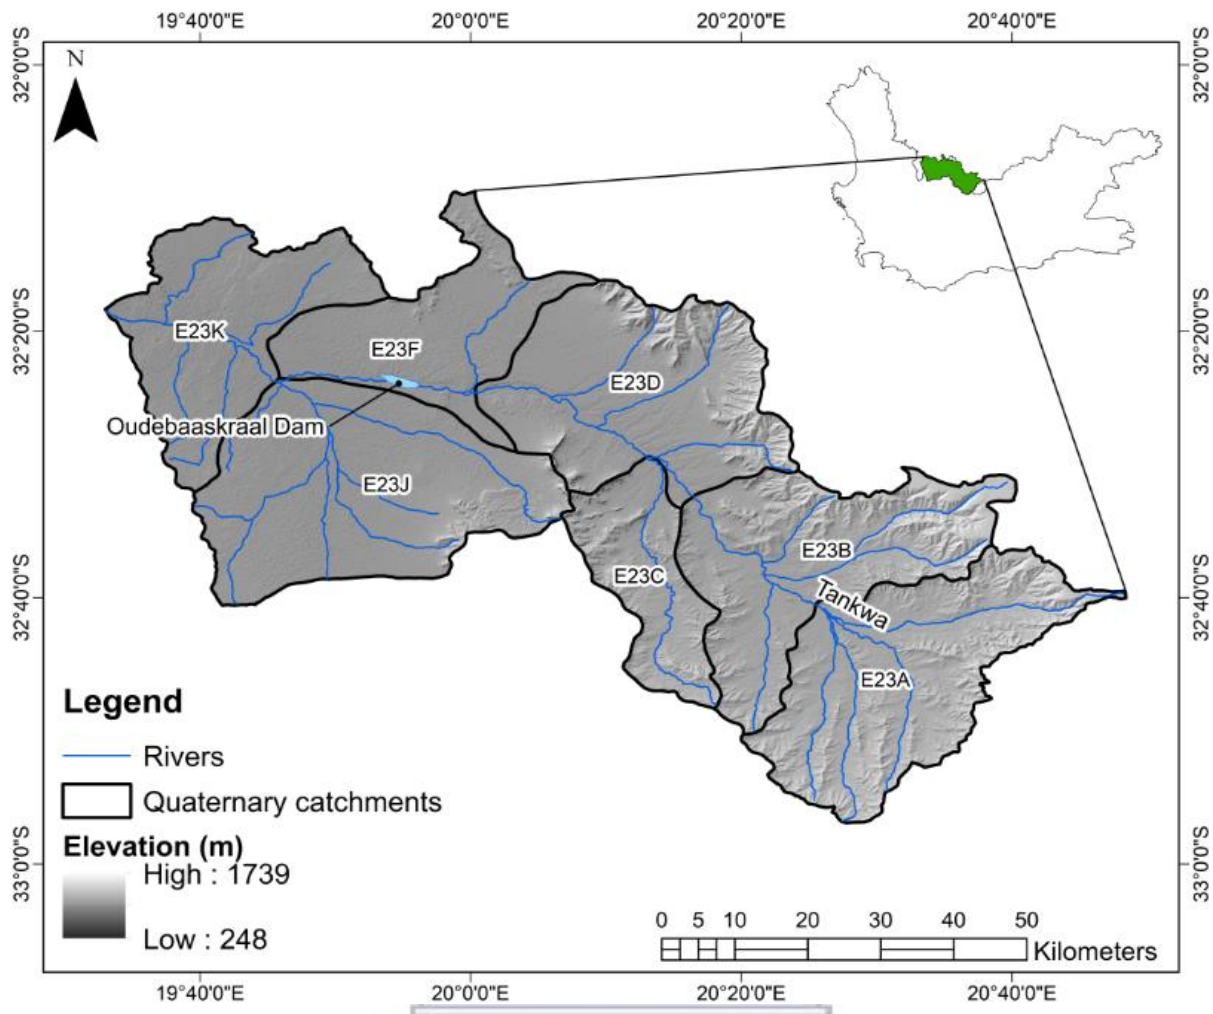 19°40'0"E 20°0'0"E 20°20'0"E 20°40'0"E
32°0'0"S
32°0'0"S
N
32°20'0"S
32°20'0"S
E23K
E23F
E23D
Oudebaaskraal Dam
E23J
E23B
E23C
Tankwa
32°40'0"S
32°40'0"S
E23A
Legend
Rivers
Quaternary catchments
Elevation (m)
High : 1739
Low : 248
33°0'0"S
33°0'0"S
0 5 10 20 30 40 50
Kilometers
19°40'0"E 20°0'0"E 20°20'0"E 20°40'0"E